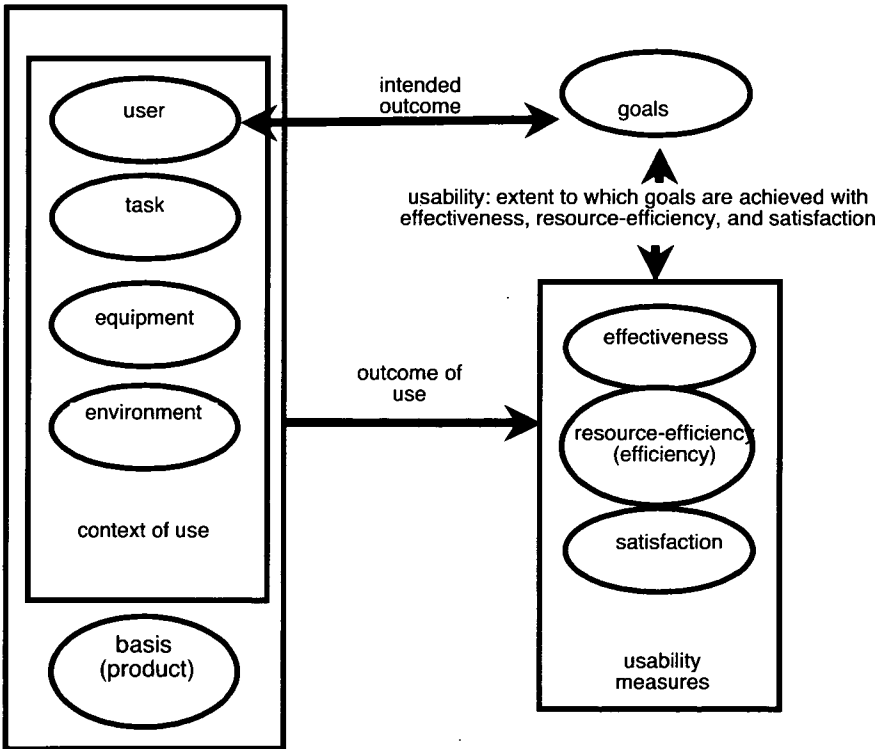 user
task
equipment
environment
context of use
basis
(product)
intended
outcome
goals
usability: extent to which goals are achieved with
effectiveness, resource-efficiency, and satisfaction
outcome of
use
effectiveness
resource-efficiency
(efficiency)
satisfaction
usability
measures